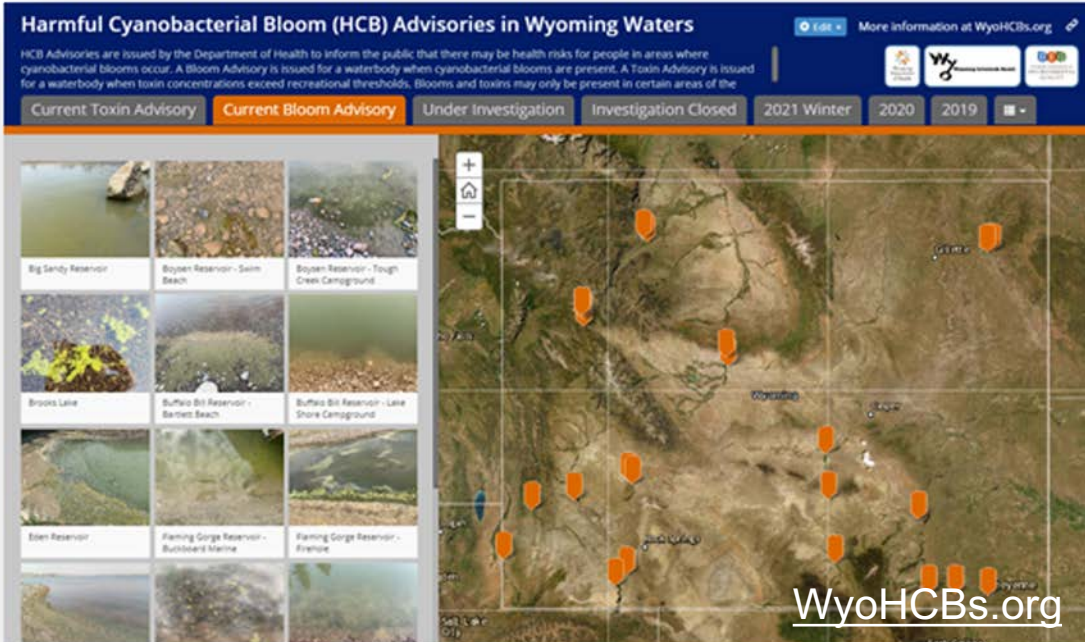 Harmful Cyanobacterial Bloom (HCB) Advisories in Wyoming Waters
Edit
More information at WyoHCBs.org
HCB Advisories are issued by the Department of Health to inform the public that there may be health risks for people in areas where
cyanobacterial blooms occur. A Bloom Advisory is issued for a waterbody when cyanobacterial blooms are present. A Toxin Advisory is issued
for a waterbody when toxin concentrations exceed recreational thresholds. Blooms and toxins may only be present in certain areas of the
Current Toxin Advisory
Current Bloom Advisory
Under Investigation
Investigation Closed
2021 Winter
2020
2019
Big Sandy Reservoir
Boysen Reservoir - Swim
Beach
Boysen Reservoir - Tough
Creek Campground
Brooks Lake
Buffalo Bill Reservoir -
Bartlett Beach
Buffalo Bill Reservoir - Lake
Shore Campground
Eden Reservoir
Flaming Gorge Reservoir -
Buckboard Marina
Flaming Gorge Reservoir -
Firehole
Gillette
Wyoming
Casper
Rock Springs
Salt Lake
WyoHCBs.org